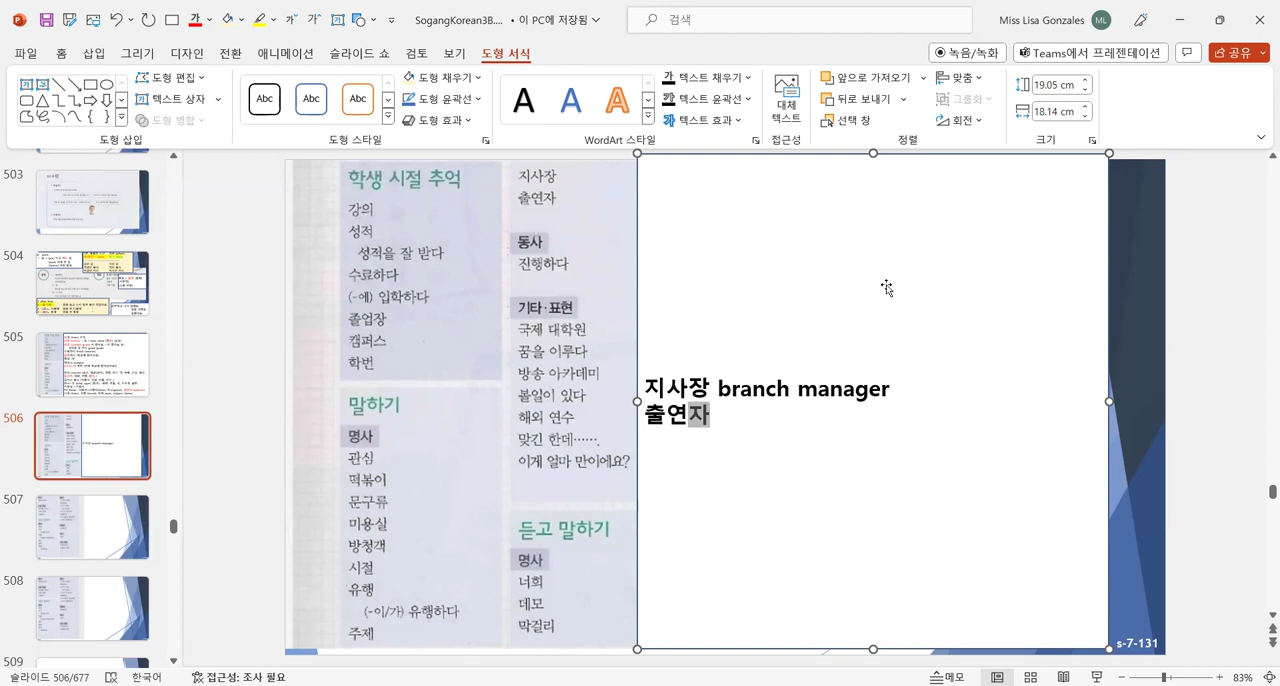 SogangKorean3B.... • 이 PC에 저장됨
검색
Miss Lisa Gonzales
ML
파일 홈 삽입 그리기 디자인 전환 애니메이션 슬라이드 쇼 검토 보기 도형 서식
녹음/녹화
Teams에서 프레젠테이션
공유
도형 편집
텍스트 상자
도형 병합
도형 삽입
Abc Abc Abc
도형 채우기
도형 윤곽선
도형 효과
도형 스타일
A A A
텍스트 채우기
텍스트 윤곽선
텍스트 효과
WordArt 스타일
대체
텍스트
접근성
앞으로 가져오기
뒤로 보내기
선택 창
맞춤
그룹화
회전
정렬
19.05 cm
18.14 cm
크기
503
504
505
506
507
508
509
학생 시절 추억
강의
성적
성적을 잘 받다
수료하다
(-에) 입학하다
졸업장
캠퍼스
학번
말하기
명사
관심
떡볶이
문구류
미용실
방청객
시절
유행
(-이/가) 유행하다
주제
지사장
출연자
동사
진행하다
기타·표현
국제 대학원
꿈을 이루다
방송 아카데미
볼일이 있다
해외 연수
맞긴 한데……
이게 얼마 만이에요?
듣고 말하기
명사
너희
데모
막걸리
지사장 branch manager
출연자
s-7-131
슬라이드 506/677
한국어
접근성: 조사 필요
메모
83%